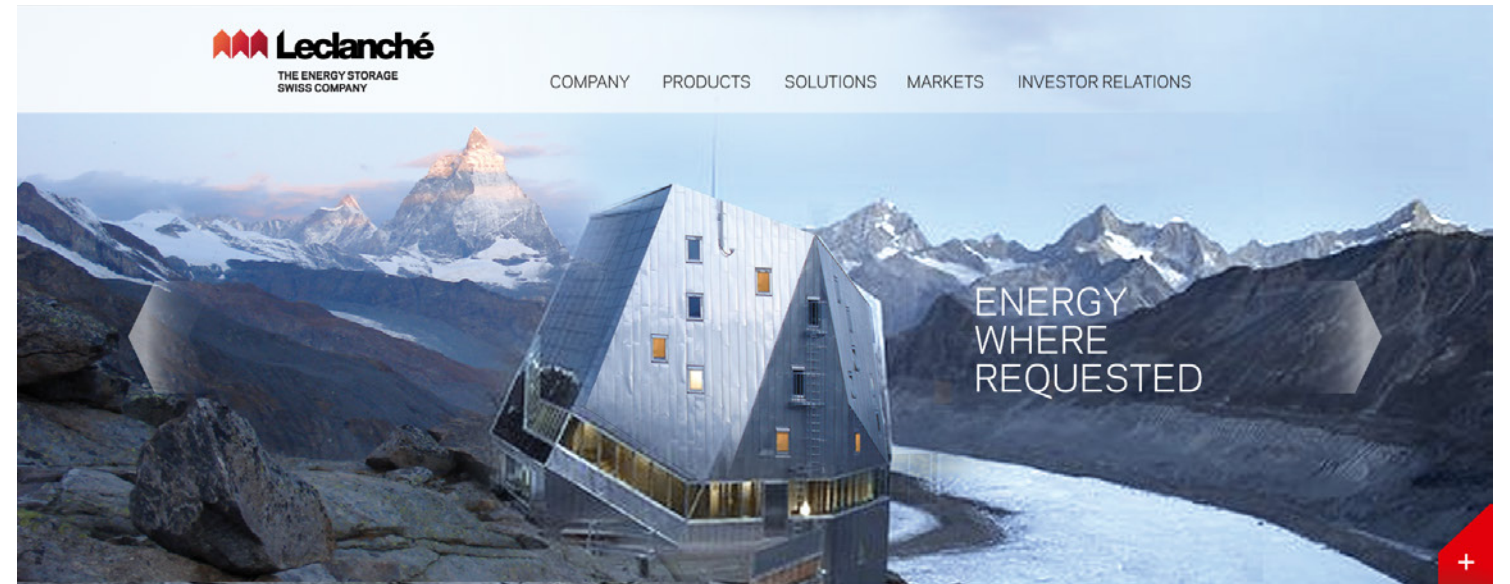 Leclanché
THE ENERGY STORAGE
SWISS COMPANY
COMPANY PRODUCTS SOLUTIONS MARKETS INVESTOR RELATIONS
ENERGY
WHERE
REQUESTED
+